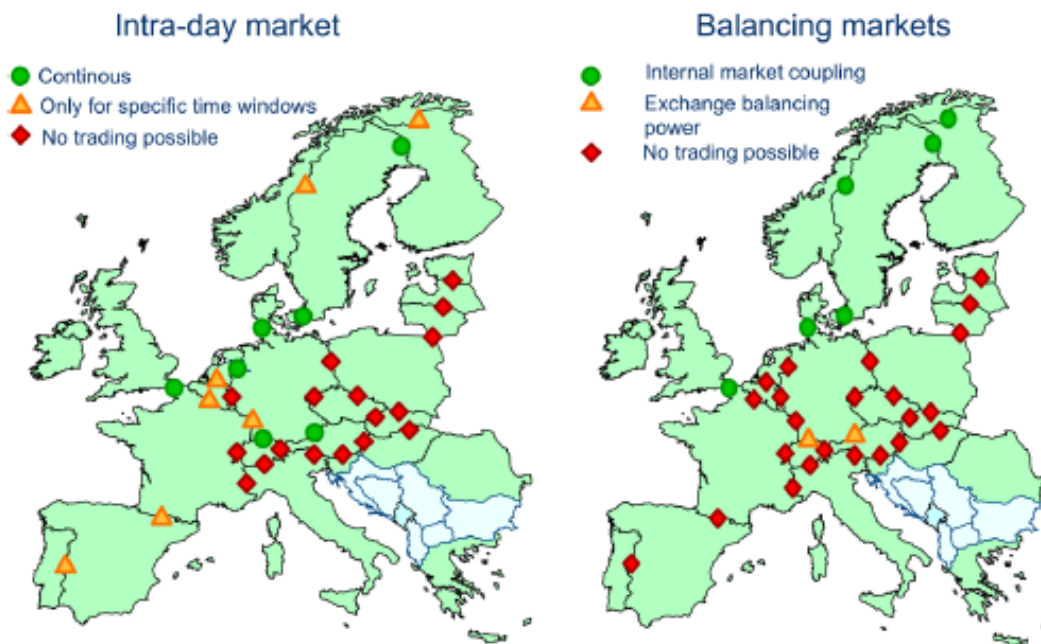 Intra-day market
Continous
Only for specific time windows
No trading possible
Balancing markets
Internal market coupling
Exchange balancing
power
No trading possible